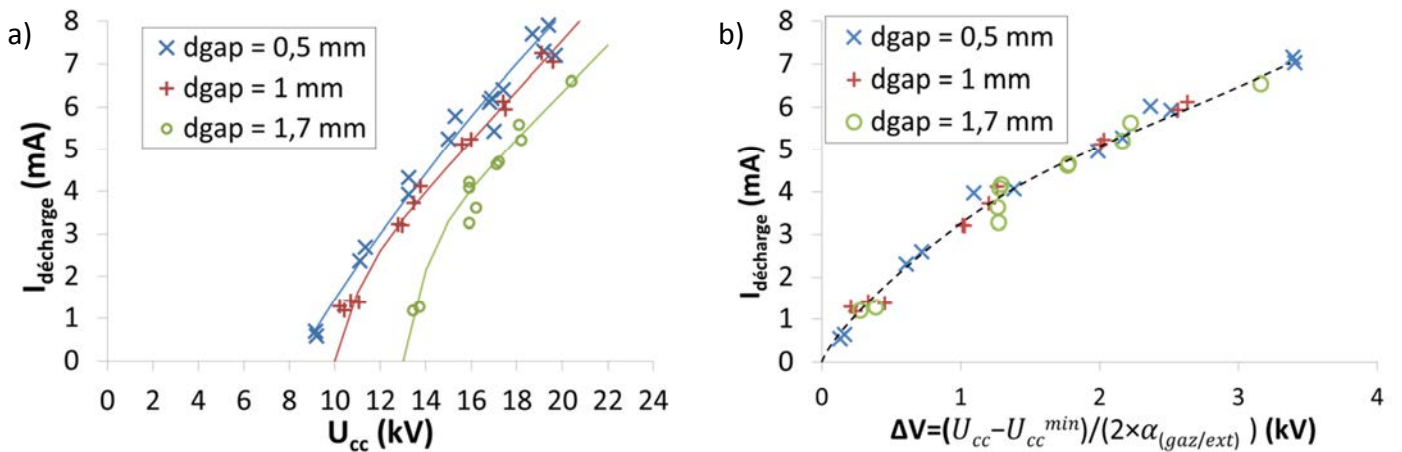 a)
dgap = 0,5 mm
dgap = 1 mm
dgap = 1,7 mm
I décharge (mA)
8
7
6
5
4
3
2
1
0
0 2 4 6 8 10 12 14 16 18 20 22 24
Ucc (kV)
b)
dgap = 0,5 mm
dgap = 1 mm
dgap = 1,7 mm
Idécharge (mA)
8
7
6
5
4
3
2
1
0
0 1 2 3 4
ΔV=(Ucc−Ucc^min)/(2×α(gaz/ext) ) (kV)